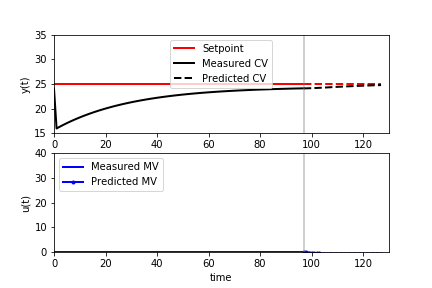 35
30
25
20
15
y(t)
Setpoint
Measured CV
Predicted CV
0 20 40 60 80 100 120
40
30
20
10
0
u(t)
Measured MV
Predicted MV
0 20 40 60 80 100 120
time